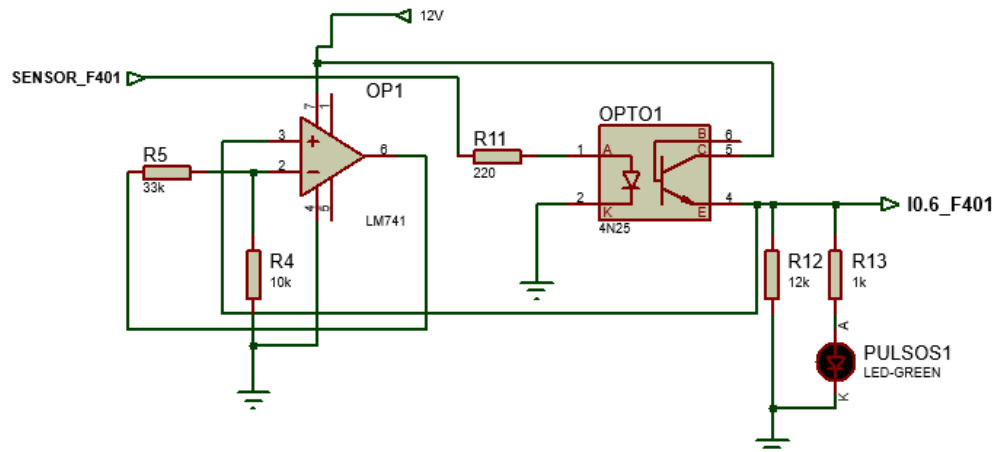 12V
SENSOR_F401
OP1
7
1
3
2
6
4
5
LM741
R5
33k
R4
10k
R11
220
OPTO1
1
A
2
K
B
6
C
5
E
4
4N25
I0.6_F401
R12
12k
R13
1k
A
PULSOS1
LED-GREEN
K